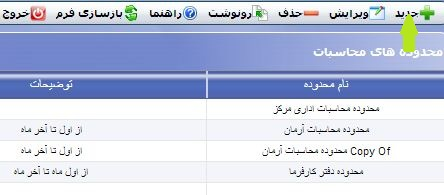 جدید ویرایش حذف رونوشت راهنما بازسازی فرم خروج
محدوده های محاسبات
نام محدوده توضیحات
محدوده محاسبات اداری مرکز
محدوده محاسبات آرمان از اول تا آخر ماه
Copy Of محدوده محاسبات آرمان از اول تا آخر ماه
محدوده دفتر کارفرما از اول ماه تا آخر ماه